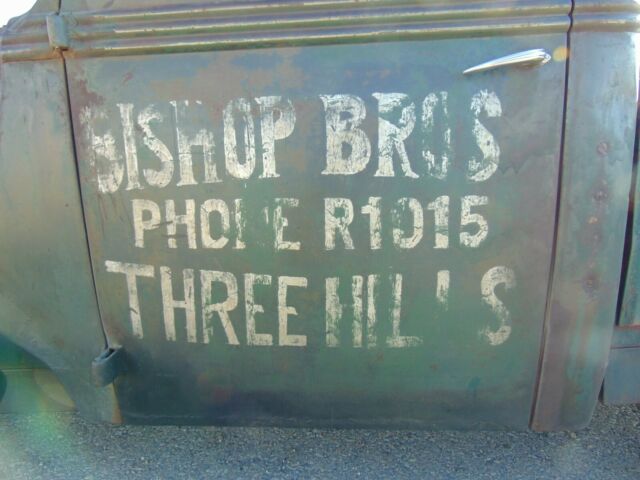 BISHOP BROS
PHONE R1015
THREE HILLS